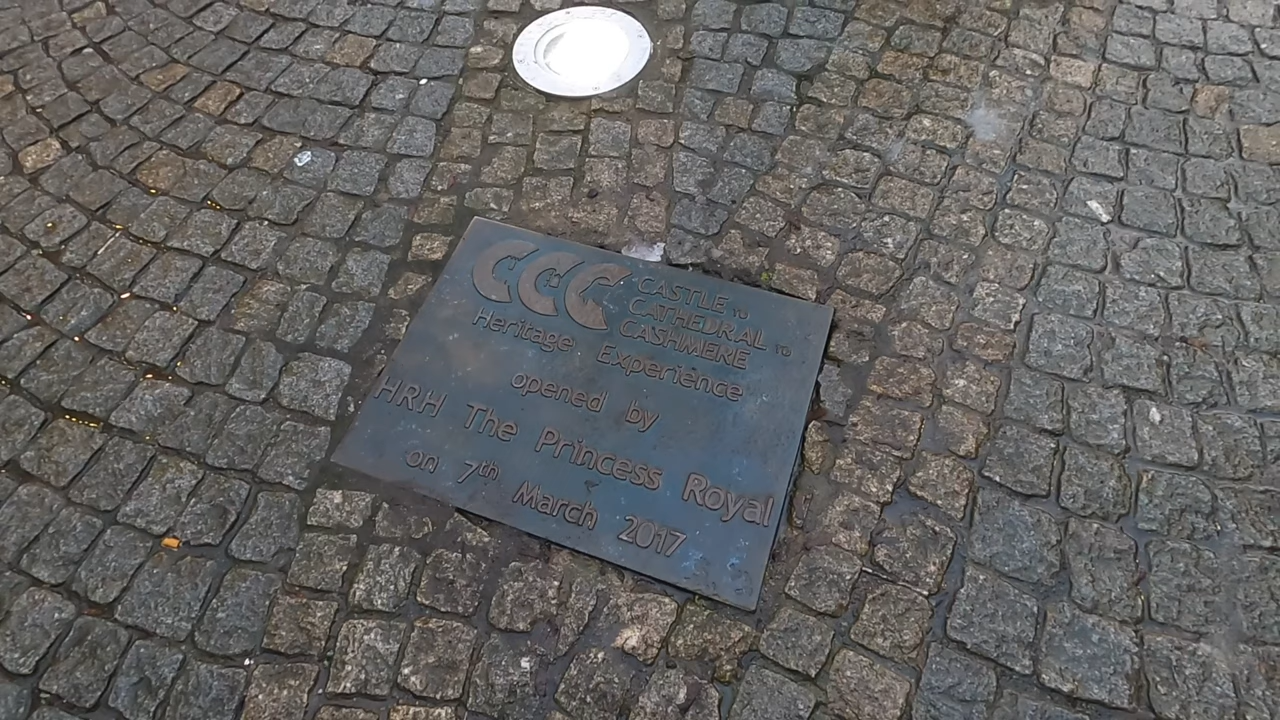 CCC
CASTLE TO
CATHEDRAL TO
CASHMERE
Heritage Experience
opened by
HRH The Princess Royal
on 7th March 2017